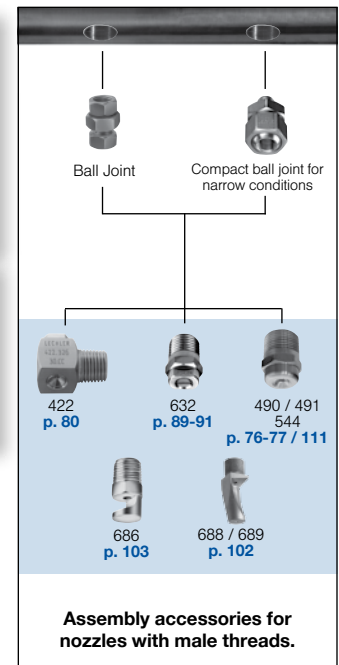 Ball Joint
Compact ball joint for
narrow conditions
422
p. 80
632
p. 89-91
490 / 491
544
p. 76-77 / 111
686
p. 103
688 / 689
p. 102
Assembly accessories for
nozzles with male threads.